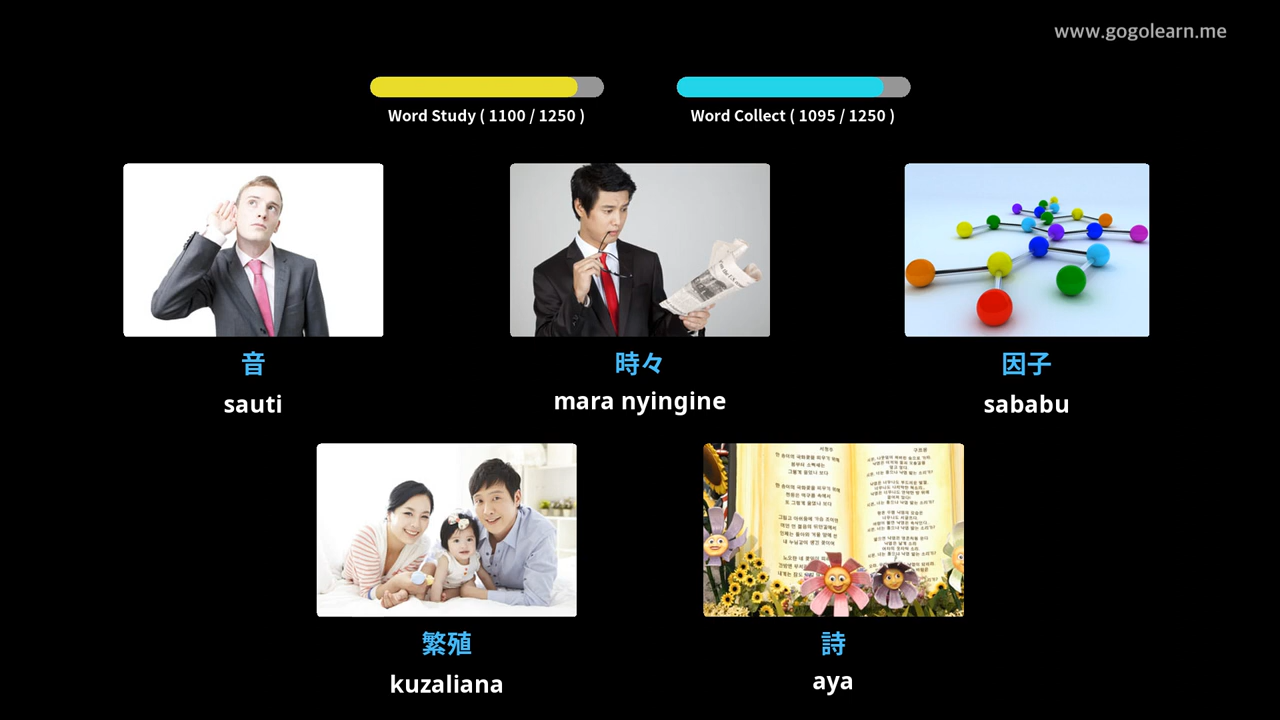 www.gogolearn.me
Word Study ( 1100 / 1250 )
Word Collect ( 1095 / 1250 )
音
sauti
時々
mara nyingine
因子
sababu
繁殖
kuzaliana
詩
aya